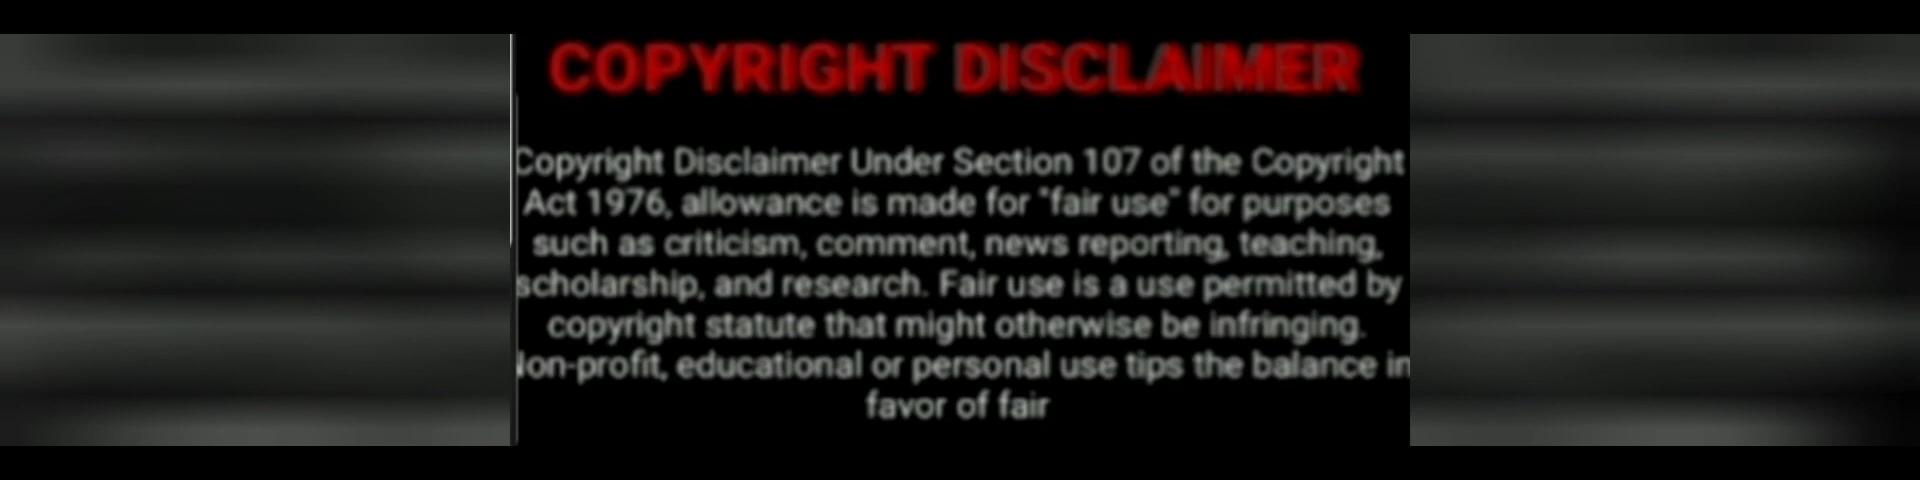 COPYRIGHT DISCLAIMER
Copyright Disclaimer Under Section 107 of the Copyright
Act 1976, allowance is made for "fair use" for purposes
such as criticism, comment, news reporting, teaching,
scholarship, and research. Fair use is a use permitted by
copyright statute that might otherwise be infringing.
Non-profit, educational or personal use tips the balance in
favor of fair